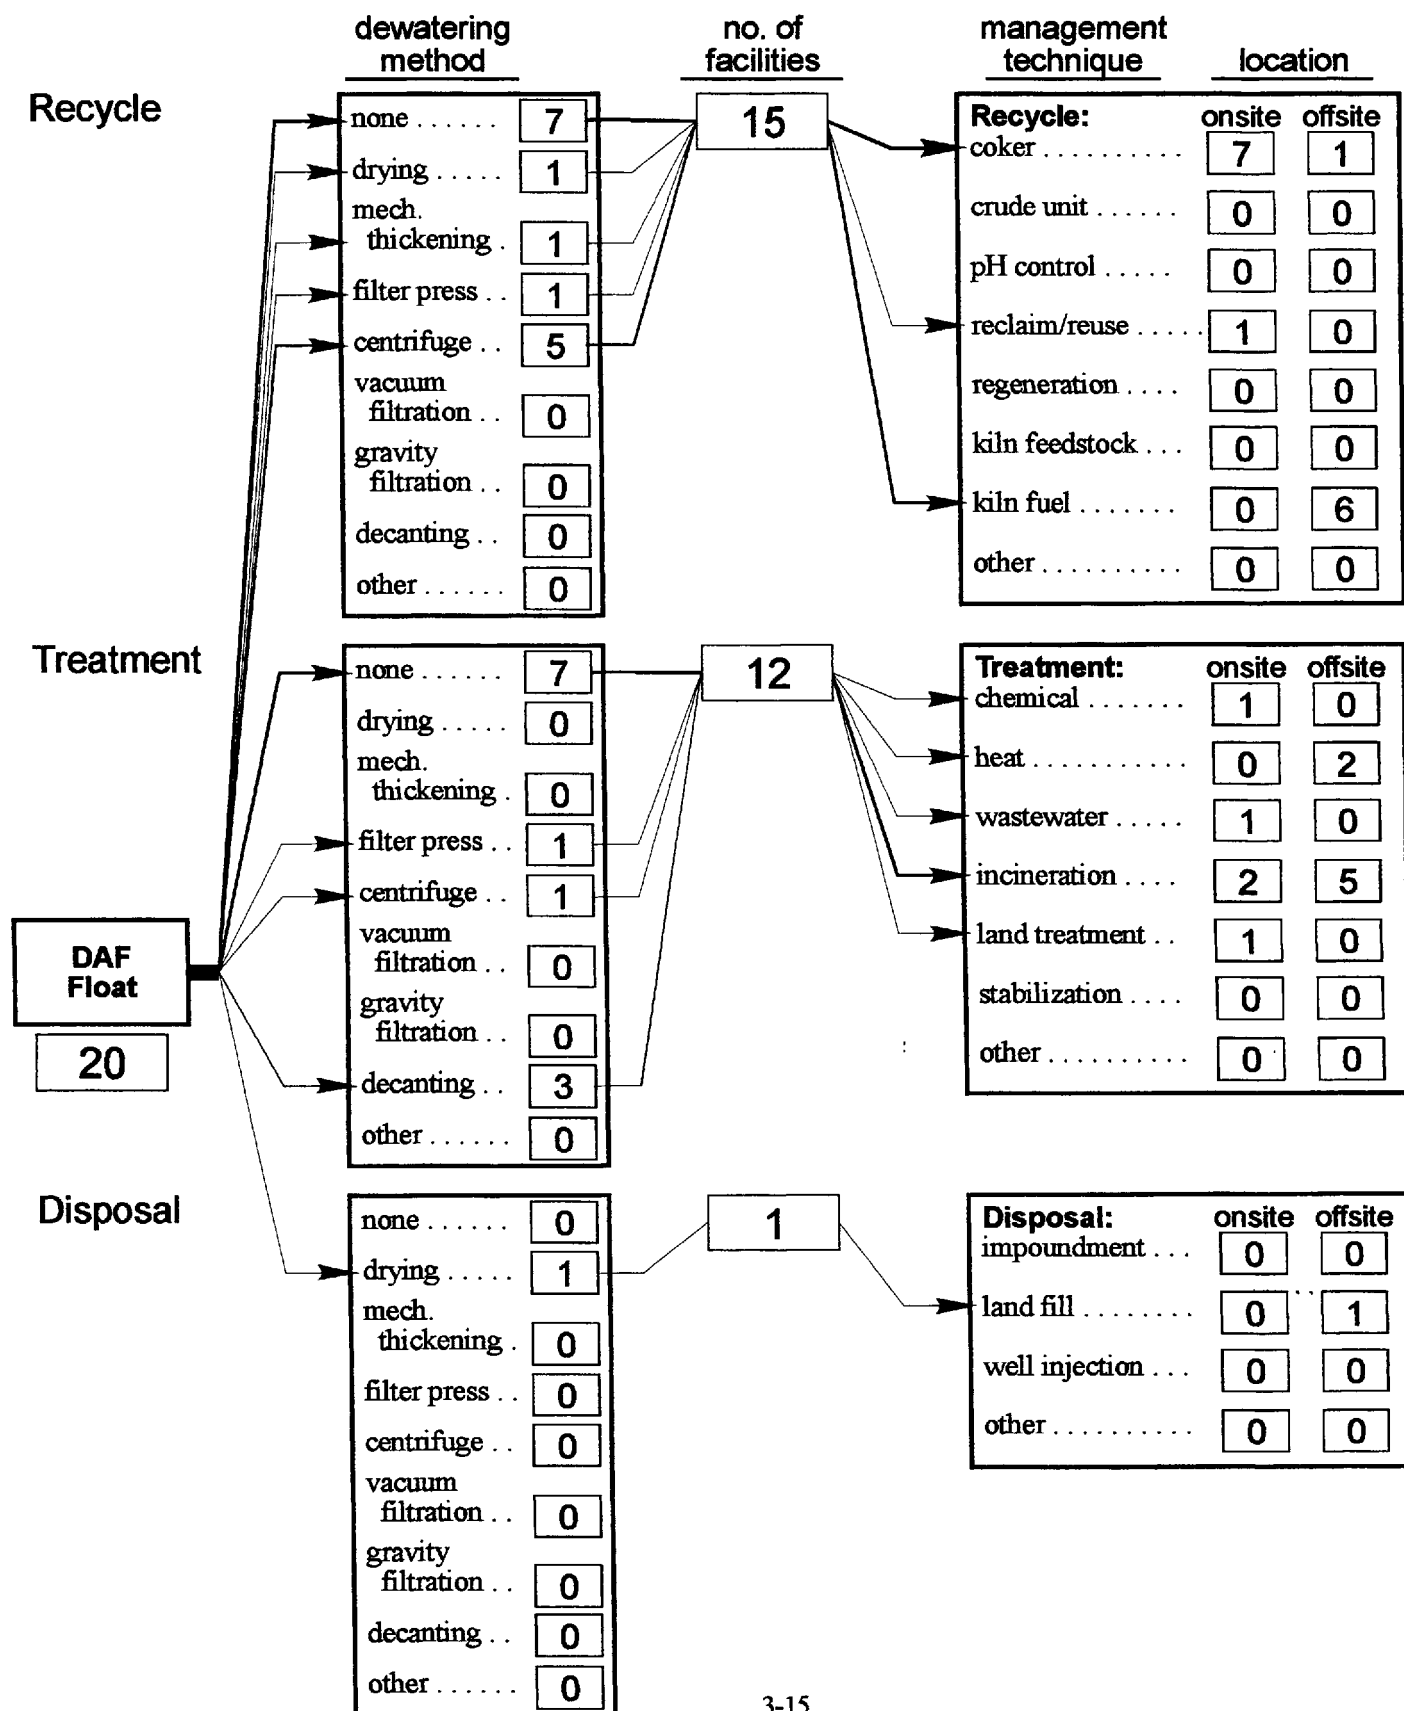 dewatering method
no. of facilities
management technique
location
Recycle
none . . . . . . 7
drying . . . . . 1
mech.
thickening . 1
filter press . . 1
centrifuge . . 5
vacuum
filtration . . 0
gravity
filtration . . 0
decanting . . 0
other . . . . . . 0
15
Recycle: onsite offsite
coker . . . . . . . . . . 7 1
crude unit . . . . . . 0 0
pH control . . . . . 0 0
reclaim/reuse . . . . . 1 0
regeneration . . . . 0 0
kiln feedstock . . . 0 0
kiln fuel . . . . . . . 0 6
other . . . . . . . . . . 0 0
Treatment
none . . . . . . 7
drying . . . . . 0
mech.
thickening . 0
filter press . . 1
centrifuge . . 1
vacuum
filtration . . 0
gravity
filtration . . 0
decanting . . 3
other . . . . . . 0
12
Treatment: onsite offsite
chemical . . . . . . . 1 0
heat . . . . . . . . . . . 0 2
wastewater . . . . . 1 0
incineration . . . . 2 5
land treatment . . 1 0
stabilization . . . . 0 0
other . . . . . . . . . . 0 0
DAF
Float
20
Disposal
none . . . . . . 0
drying . . . . . 1
mech.
thickening . 0
filter press . . 0
centrifuge . . 0
vacuum
filtration . . 0
gravity
filtration . . 0
decanting . . 0
other . . . . . . 0
1
Disposal: onsite offsite
impoundment . . . 0 0
land fill . . . . . . . . 0 1
well injection . . . 0 0
other . . . . . . . . . . 0 0
3-15